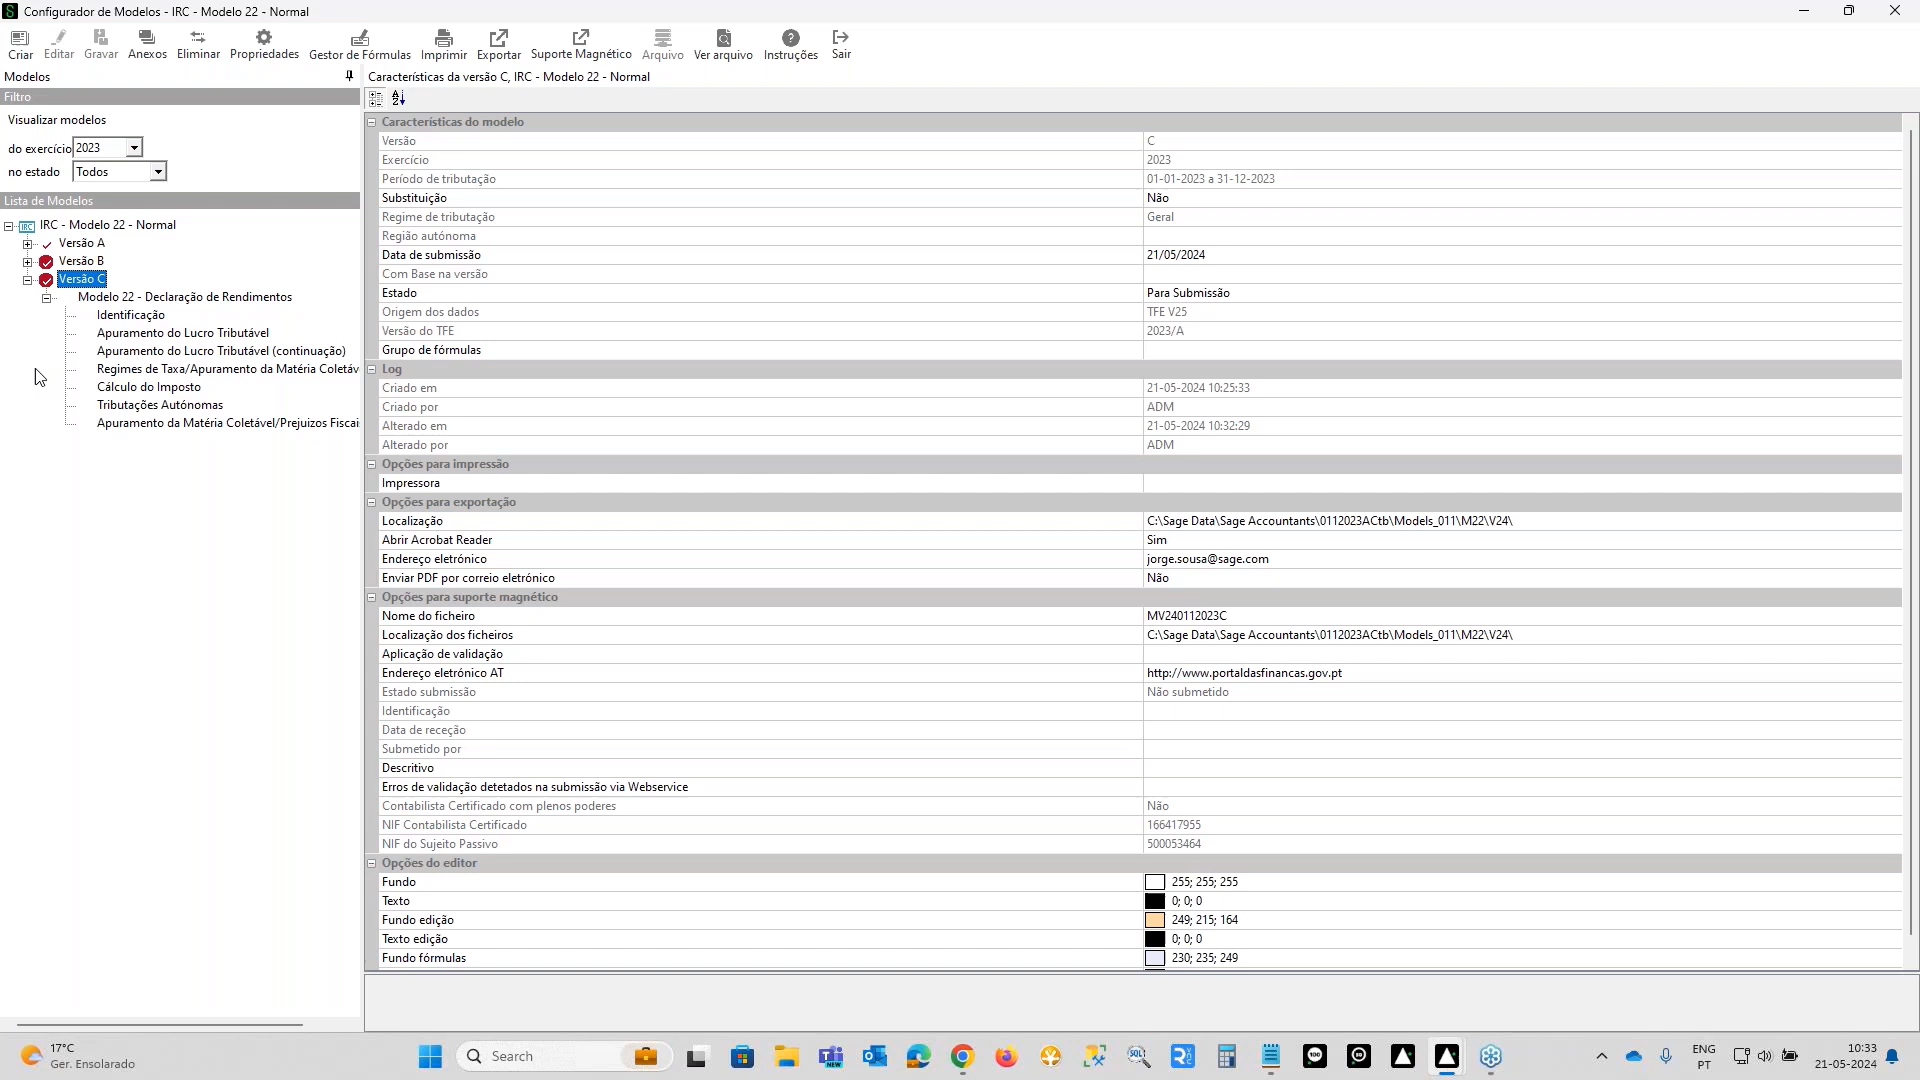 Configurador de Modelos - IRC - Modelo 22 - Normal
Criar Editar Gravar Anexos Eliminar Propriedades Gestor de Fórmulas Imprimir Exportar Suporte Magnético Arquivo Ver arquivo Instruções Sair
Modelos
Características da versão C, IRC - Modelo 22 - Normal
Filtro
Visualizar modelos
do exercício 2023
no estado Todos
Lista de Modelos
IRC - Modelo 22 - Normal
Versão A
Versão B
Versão C
Modelo 22 - Declaração de Rendimentos
Identificação
Apuramento do Lucro Tributável
Apuramento do Lucro Tributável (continuação)
Regimes de Taxa/Apuramento da Matéria Coletáv
Cálculo do Imposto
Tributações Autónomas
Apuramento da Matéria Coletável/Prejuizos Fiscai
Características do modelo
Versão C
Exercício 2023
Período de tributação 01-01-2023 a 31-12-2023
Substituição Não
Regime de tributação Geral
Região autónoma
Data de submissão 21/05/2024
Com Base na versão
Estado Para Submissão
Origem dos dados TFE V25
Versão do TFE 2023/A
Grupo de fórmulas
Log
Criado em 21-05-2024 10:25:33
Criado por ADM
Alterado em 21-05-2024 10:32:29
Alterado por ADM
Opções para impressão
Impressora
Opções para exportação
Localização C:\Sage Data\Sage Accountants\0112023ACtb\Models_011\M22\V24\
Abrir Acrobat Reader Sim
Endereço eletrónico jorge.sousa@sage.com
Enviar PDF por correio eletrónico Não
Opções para suporte magnético
Nome do ficheiro MV240112023C
Localização dos ficheiros C:\Sage Data\Sage Accountants\0112023ACtb\Models_011\M22\V24\
Aplicação de validação
Endereço eletrónico AT http://www.portaldasfinancas.gov.pt
Estado submissão Não submetido
Identificação
Data de receção
Submetido por
Descritivo
Erros de validação detetados na submissão via Webservice
Contabilista Certificado com plenos poderes Não
NIF Contabilista Certificado 166417955
NIF do Sujeito Passivo 500053464
Opções do editor
Fundo 255; 255; 255
Texto 0; 0; 0
Fundo edição 249; 215; 164
Texto edição 0; 0; 0
Fundo fórmulas 230; 235; 249
17°C
Ger. Ensolarado
Search
ENG
PT
10:33
21-05-2024